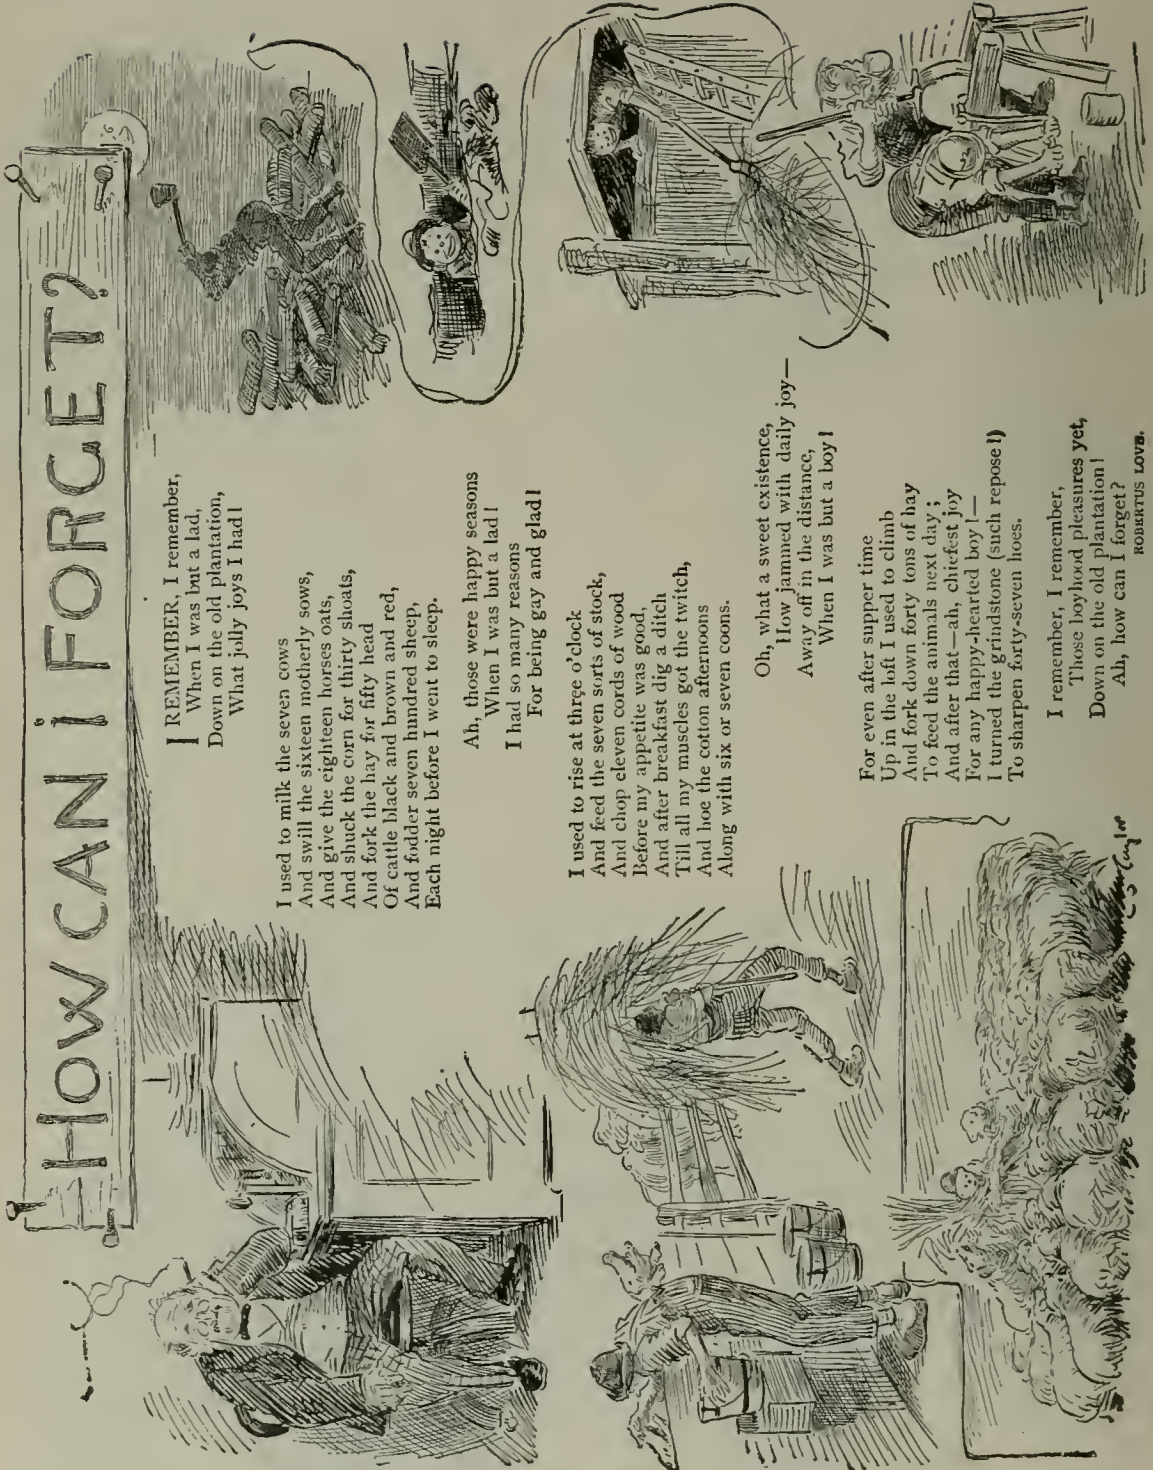 HOW CAN i FORGET?
I REMEMBER, I remember,
When I was but a lad,
Down on the old plantation,
What jolly joys I had!
I used to milk the seven cows
And swill the sixteen motherly sows,
And give the eighteen horses oats,
And shuck the corn for thirty shoats,
And fork the hay for fifty head
Of cattle black and brown and red,
And fodder seven hundred sheep,
Each night before I went to sleep.
Ah, those were happy seasons
When I was but a lad!
I had so many reasons
For being gay and glad!
I used to rise at three o'clock
And feed the seven sorts of stock,
And chop eleven cords of wood
Before my appetite was good,
And after breakfast dig a ditch
Till all my muscles got the twitch,
And hoe the cotton afternoons
Along with six or seven coons.
Oh, what a sweet existence,
How jammed with daily joy—
Away off in the distance,
When I was but a boy!
For even after supper time
Up in the loft I used to climb
And fork down forty tons of hay
To feed the animals next day;
And after that—ah, chiefest joy
For any happy-hearted boy!—
I turned the grindstone (such repose!)
To sharpen forty-seven hoes.
I remember, I remember,
Those boyhood pleasures yet,
Down on the old plantation!
Ah, how can I forget?
ROBERTUS LOVE.